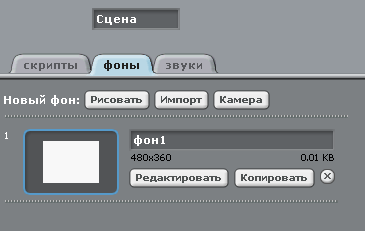 Сцена
скрипты фоны звуки
Новый фон: Рисовать Импорт Камера
1 фон1
480x360 0.01 KB
Редактировать Копировать